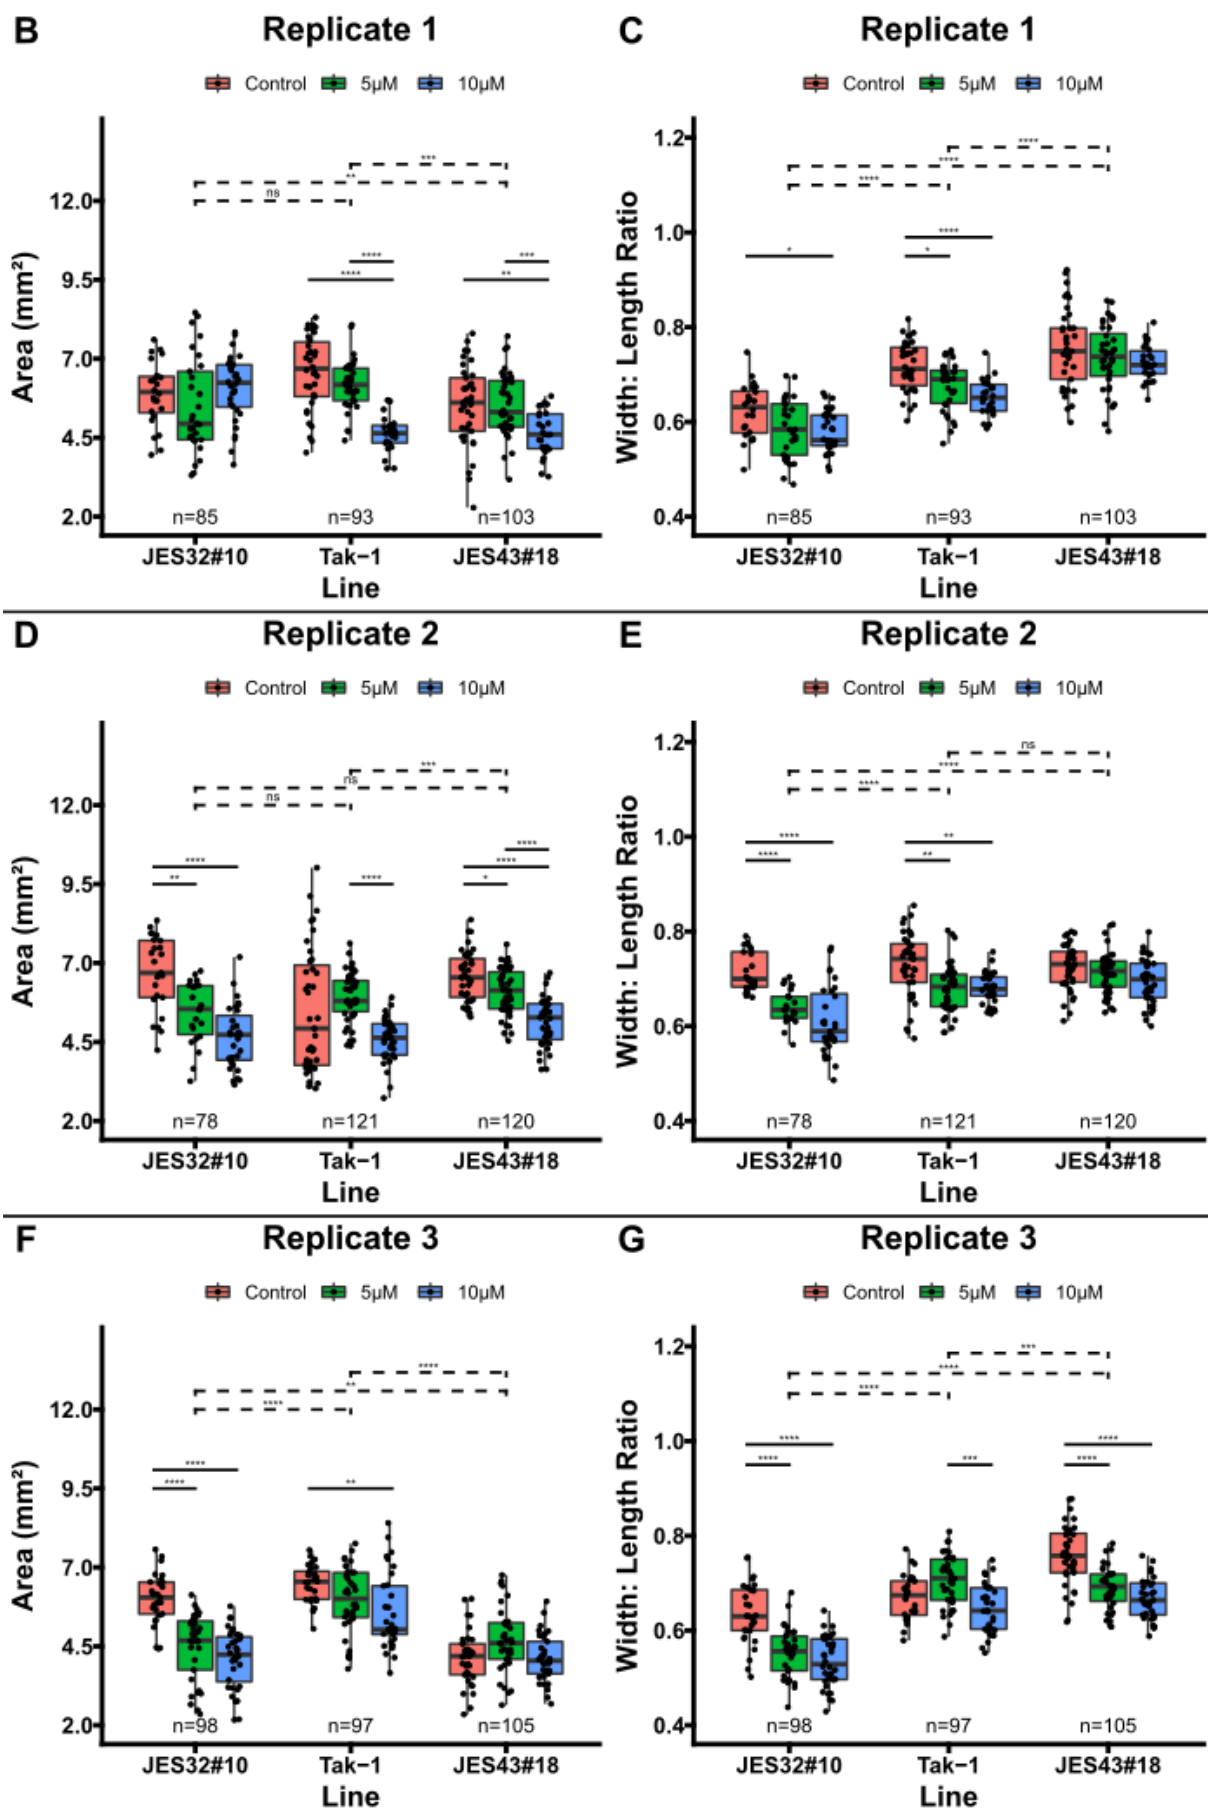 B Replicate 1
Control 5µM 10µM
Area (mm²)
12.0
9.5
7.0
4.5
2.0
***
**
ns
****
****
***
**
n=85 n=93 n=103
JES32#10 Tak−1 JES43#18
Line
C Replicate 1
Control 5µM 10µM
Width: Length Ratio
1.2
1.0
0.8
0.6
0.4
****
****
****
*
****
*
n=85 n=93 n=103
JES32#10 Tak−1 JES43#18
Line
D Replicate 2
Control 5µM 10µM
Area (mm²)
12.0
9.5
7.0
4.5
2.0
***
ns
ns
****
**
****
****
****
*
n=78 n=121 n=120
JES32#10 Tak−1 JES43#18
Line
E Replicate 2
Control 5µM 10µM
Width: Length Ratio
1.2
1.0
0.8
0.6
0.4
ns
****
****
****
****
**
**
n=78 n=121 n=120
JES32#10 Tak−1 JES43#18
Line
F Replicate 3
Control 5µM 10µM
Area (mm²)
12.0
9.5
7.0
4.5
2.0
****
**
****
****
****
**
n=98 n=97 n=105
JES32#10 Tak−1 JES43#18
Line
G Replicate 3
Control 5µM 10µM
Width: Length Ratio
1.2
1.0
0.8
0.6
0.4
***
****
****
****
****
***
****
****
n=98 n=97 n=105
JES32#10 Tak−1 JES43#18
Line